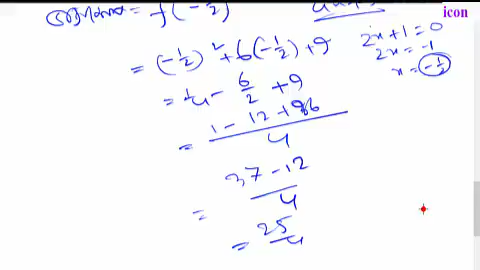 = f(-1/2)
icon
= (-1/2)² + 6(-1/2) + 9
= 1/4 - 6/2 + 9
= (1 - 12 + 36)/4
= (37 - 12)/4
= 25/4
2x + 1 = 0
2x = -1
x = -1/2